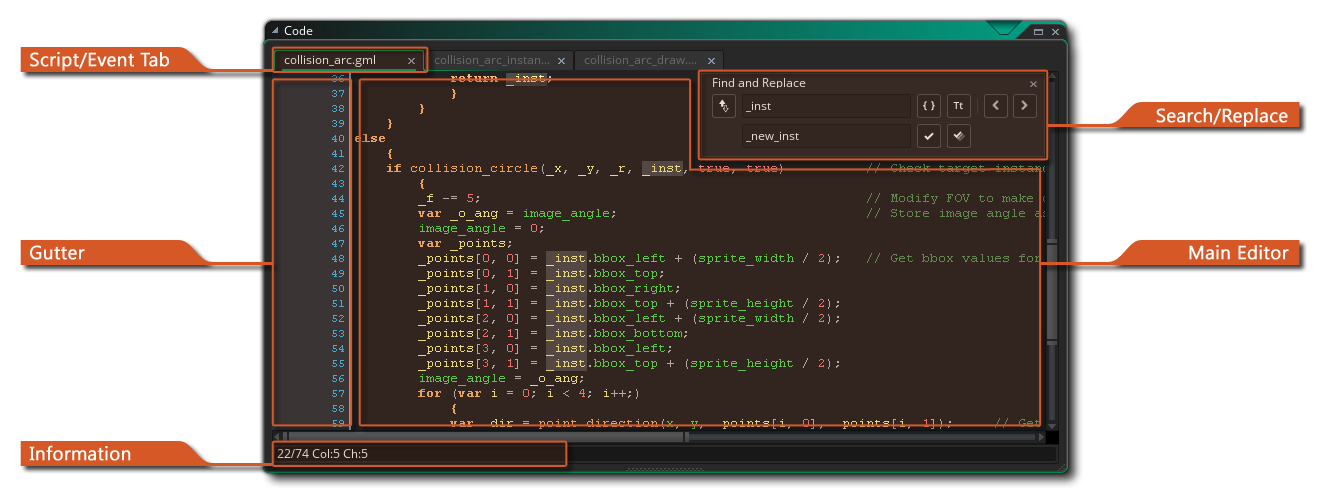 Code
Script/Event Tab
collision_arc.gml × collision_arc_instan... × collision_arc_draw.... ×
Find and Replace ×
_inst { } Tt < >
_new_inst
Search/Replace
36 return _inst;
37 }
38 }
39 }
40 else
41 {
42 if collision_circle(_x, _y, _r, _inst, true, true) // Check target instanc
43 {
44 _f -= 5; // Modify FOV to make
45 var _o_ang = image_angle; // Store image angle as
46 image_angle = 0;
47 var _points;
48 _points[0, 0] = _inst.bbox_left + (sprite_width / 2); // Get bbox values for
49 _points[0, 1] = _inst.bbox_top;
50 _points[1, 0] = _inst.bbox_right;
51 _points[1, 1] = _inst.bbox_top + (sprite_height / 2);
52 _points[2, 0] = _inst.bbox_left + (sprite_width / 2);
53 _points[2, 1] = _inst.bbox_bottom;
54 _points[3, 0] = _inst.bbox_left;
55 _points[3, 1] = _inst.bbox_top + (sprite_height / 2);
56 image_angle = _o_ang;
57 for (var i = 0; i < 4; i++;)
58 {
59 var _dir = point_direction(x, y, _points[i, 0], _points[i, 1]); // Get
Gutter
Main Editor
Information
22/74 Col:5 Ch:5